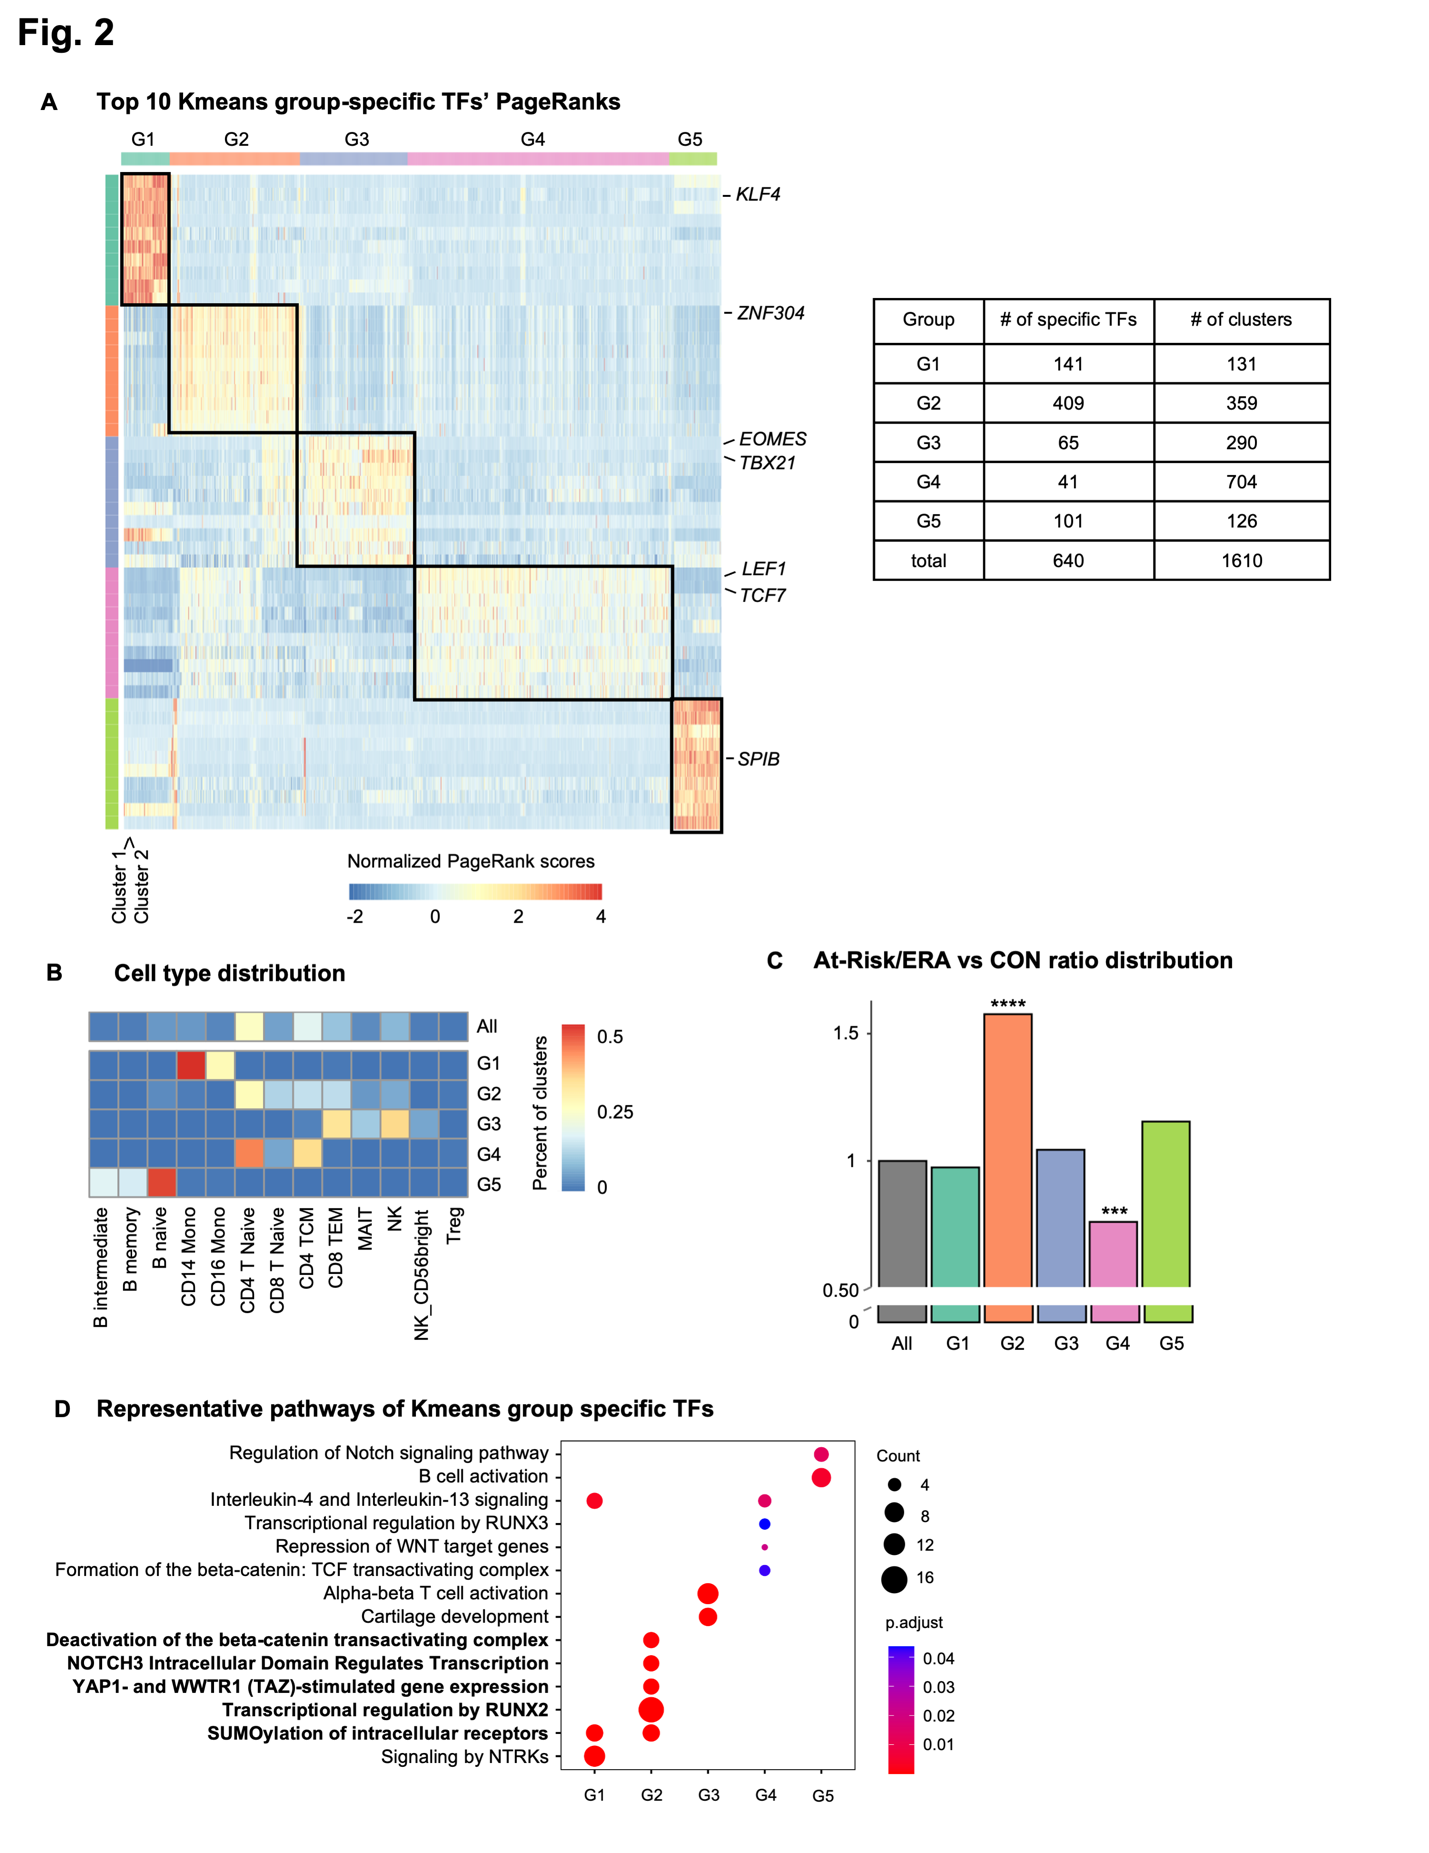 Fig. 2
A Top 10 Kmeans group-specific TFs’ PageRanks
G1 G2 G3 G4 G5
KLF4
ZNF304
EOMES
TBX21
LEF1
TCF7
SPIB
Cluster 1
Cluster 2
Normalized PageRank scores
-2 0 2 4
Group # of specific TFs # of clusters
G1 141 131
G2 409 359
G3 65 290
G4 41 704
G5 101 126
total 640 1610
B Cell type distribution
All
G1
G2
G3
G4
G5
B intermediate
B memory
B naive
CD14 Mono
CD16 Mono
CD4 T Naive
CD8 T Naive
CD4 TCM
CD8 TEM
MAIT
NK
NK_CD56bright
Treg
Percent of clusters
0.5
0.25
0
C At-Risk/ERA vs CON ratio distribution
****
***
1.5
1
0.50
0
All G1 G2 G3 G4 G5
D Representative pathways of Kmeans group specific TFs
Regulation of Notch signaling pathway
B cell activation
Interleukin-4 and Interleukin-13 signaling
Transcriptional regulation by RUNX3
Repression of WNT target genes
Formation of the beta-catenin: TCF transactivating complex
Alpha-beta T cell activation
Cartilage development
Deactivation of the beta-catenin transactivating complex
NOTCH3 Intracellular Domain Regulates Transcription
YAP1- and WWTR1 (TAZ)-stimulated gene expression
Transcriptional regulation by RUNX2
SUMOylation of intracellular receptors
Signaling by NTRKs
G1 G2 G3 G4 G5
Count
4
8
12
16
p.adjust
0.04
0.03
0.02
0.01